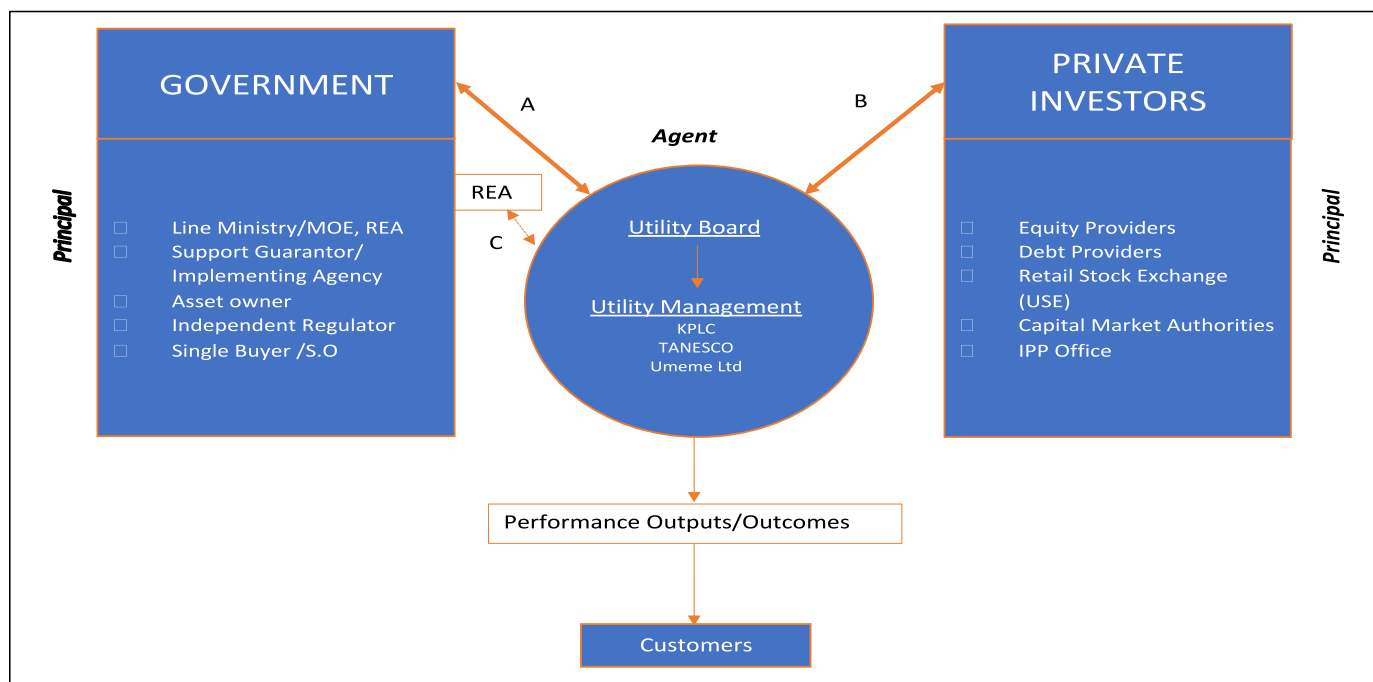 GOVERNMENT
Principal
Line Ministry/MOE, REA
Support Guarantor/
Implementing Agency
Asset owner
Independent Regulator
Single Buyer /S.O
A
REA
C
Agent
Utility Board
Utility Management
KPLC
TANESCO
Umeme Ltd
B
PRIVATE
INVESTORS
Equity Providers
Debt Providers
Retail Stock Exchange
(USE)
Capital Market Authorities
IPP Office
Principal
Performance Outputs/Outcomes
Customers